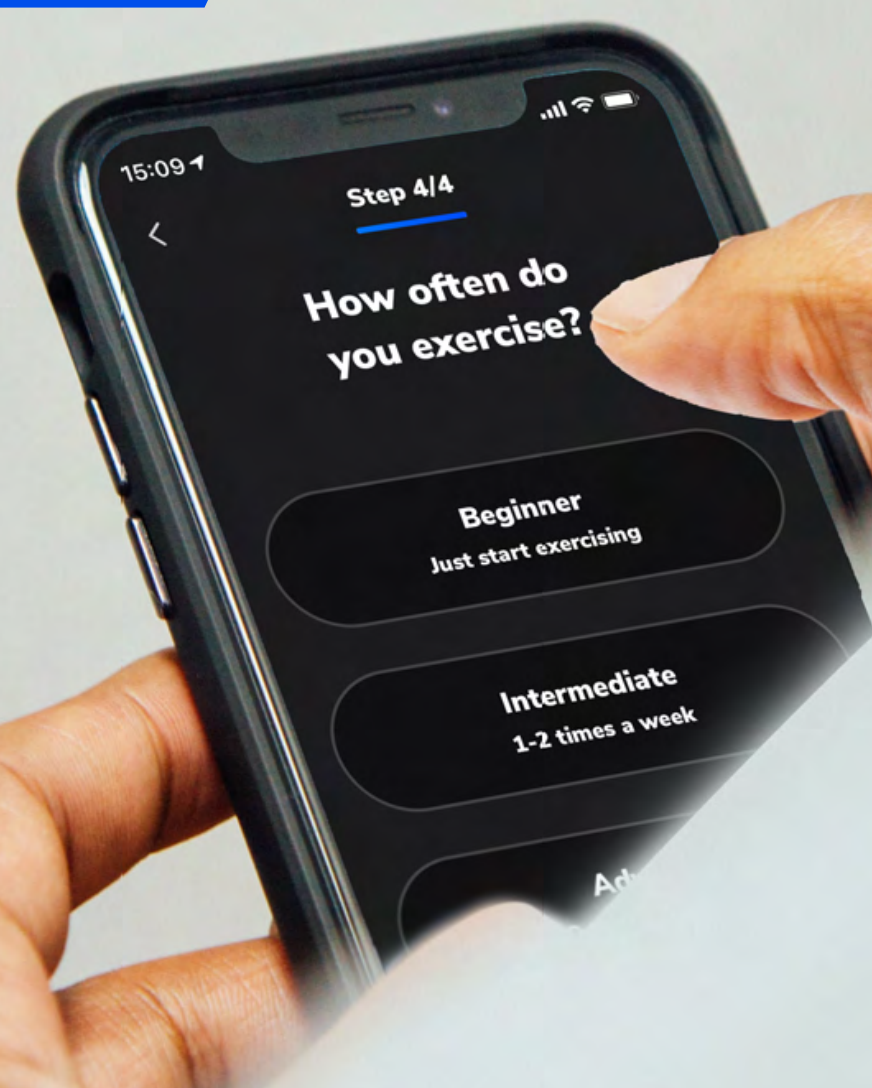 15:09
Step 4/4
How often do
you exercise?
Beginner
Just start exercising
Intermediate
1-2 times a week